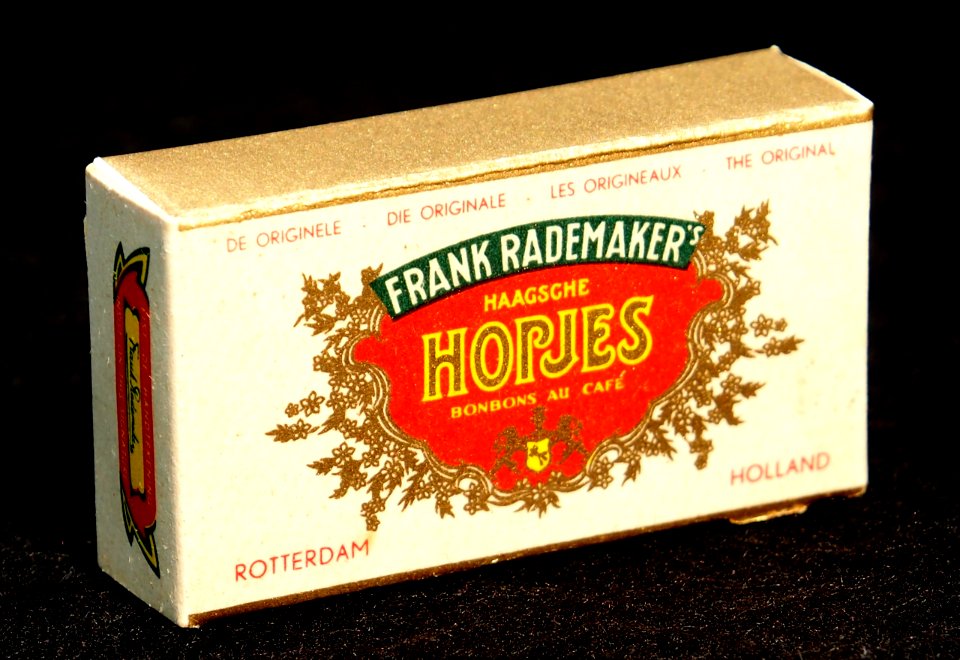 DE ORIGINELE · DIE ORIGINALE · LES ORIGINEAUX · THE ORIGINAL
FRANK RADEMAKER'S
HAAGSCHE
HOPJES
BONBONS AU CAFÉ
HOLLAND
ROTTERDAM